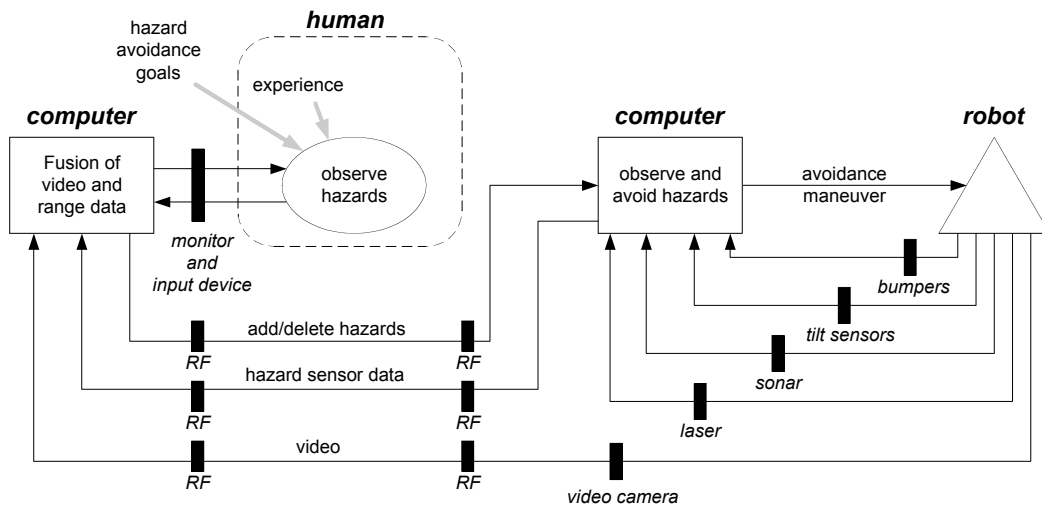 human
hazard
avoidance
goals
experience
computer
computer
robot
Fusion of
video and
range data
observe
hazards
observe and
avoid hazards
avoidance
maneuver
monitor
and
input device
bumpers
add/delete hazards
tilt sensors
RF
RF
hazard sensor data
sonar
RF
RF
laser
video
RF
RF
video camera